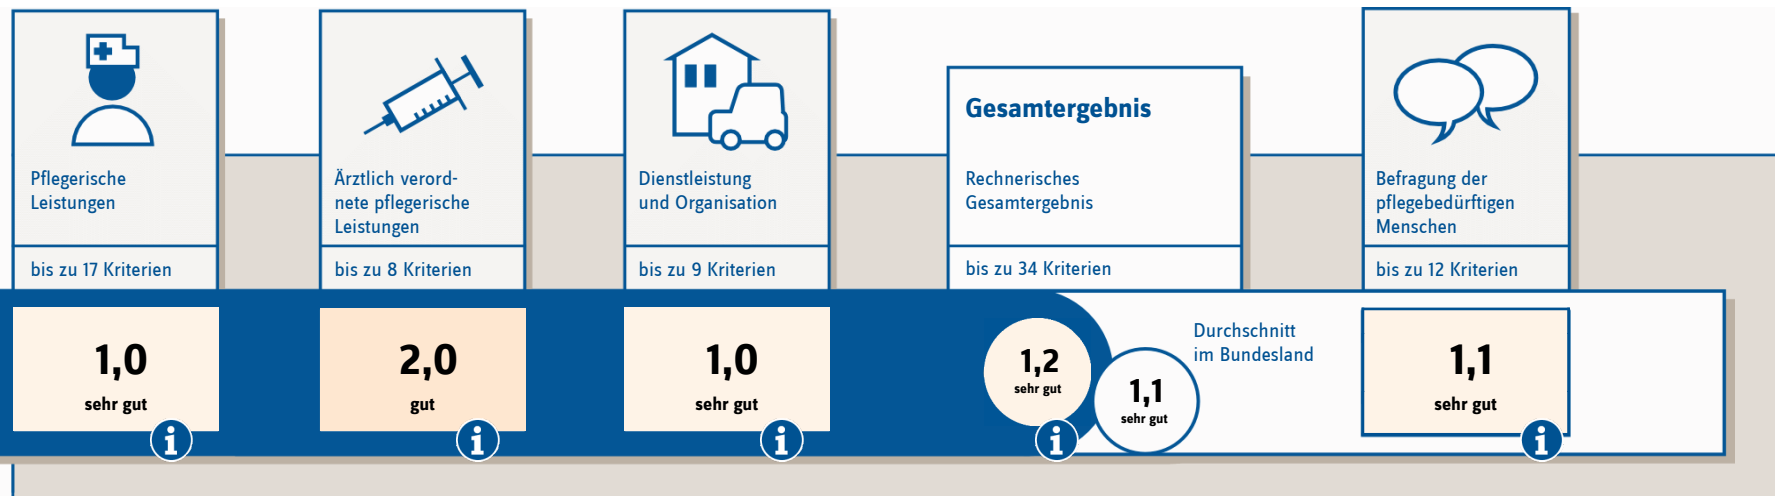 Pflegerische
Leistungen
bis zu 17 Kriterien
1,0
sehr gut
Ärztlich verord-
nete pflegerische
Leistungen
bis zu 8 Kriterien
2,0
gut
Dienstleistung
und Organisation
bis zu 9 Kriterien
1,0
sehr gut
Gesamtergebnis
Rechnerisches
Gesamtergebnis
bis zu 34 Kriterien
1,2
sehr gut
1,1
sehr gut
Durchschnitt
im Bundesland
Befragung der
pflegebedürftigen
Menschen
bis zu 12 Kriterien
1,1
sehr gut